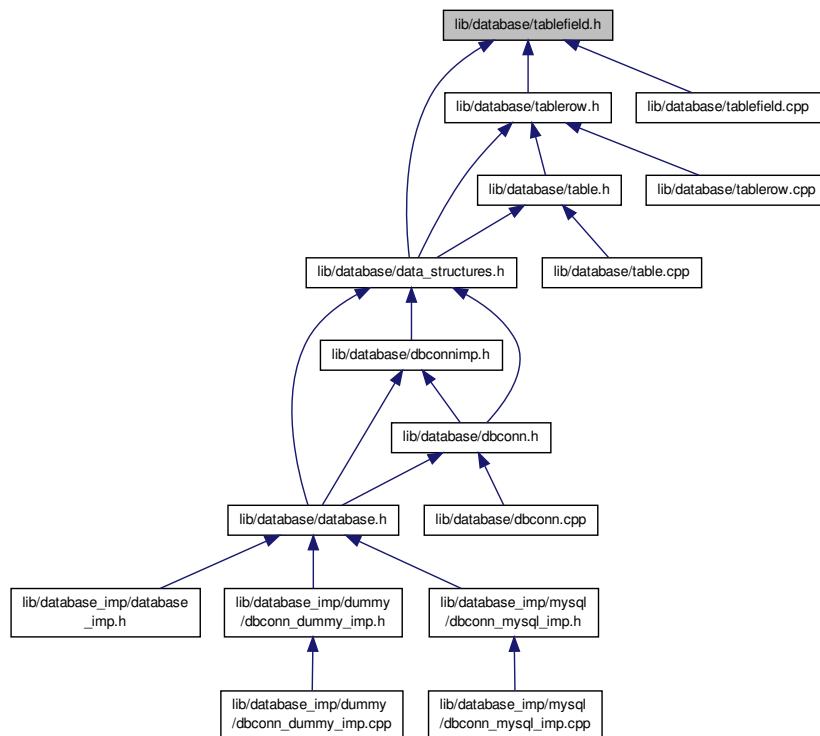 lib/database/tablefield.h
lib/database/tablerow.h
lib/database/tablefield.cpp
lib/database/table.h
lib/database/tablerow.cpp
lib/database/data_structures.h
lib/database/table.cpp
lib/database/dbconnimp.h
lib/database/dbconn.h
lib/database/database.h
lib/database/dbconn.cpp
lib/database_imp/database
_imp.h
lib/database_imp/dummy
/dbconn_dummy_imp.h
lib/database_imp/mysql
/dbconn_mysql_imp.h
lib/database_imp/dummy
/dbconn_dummy_imp.cpp
lib/database_imp/mysql
/dbconn_mysql_imp.cpp